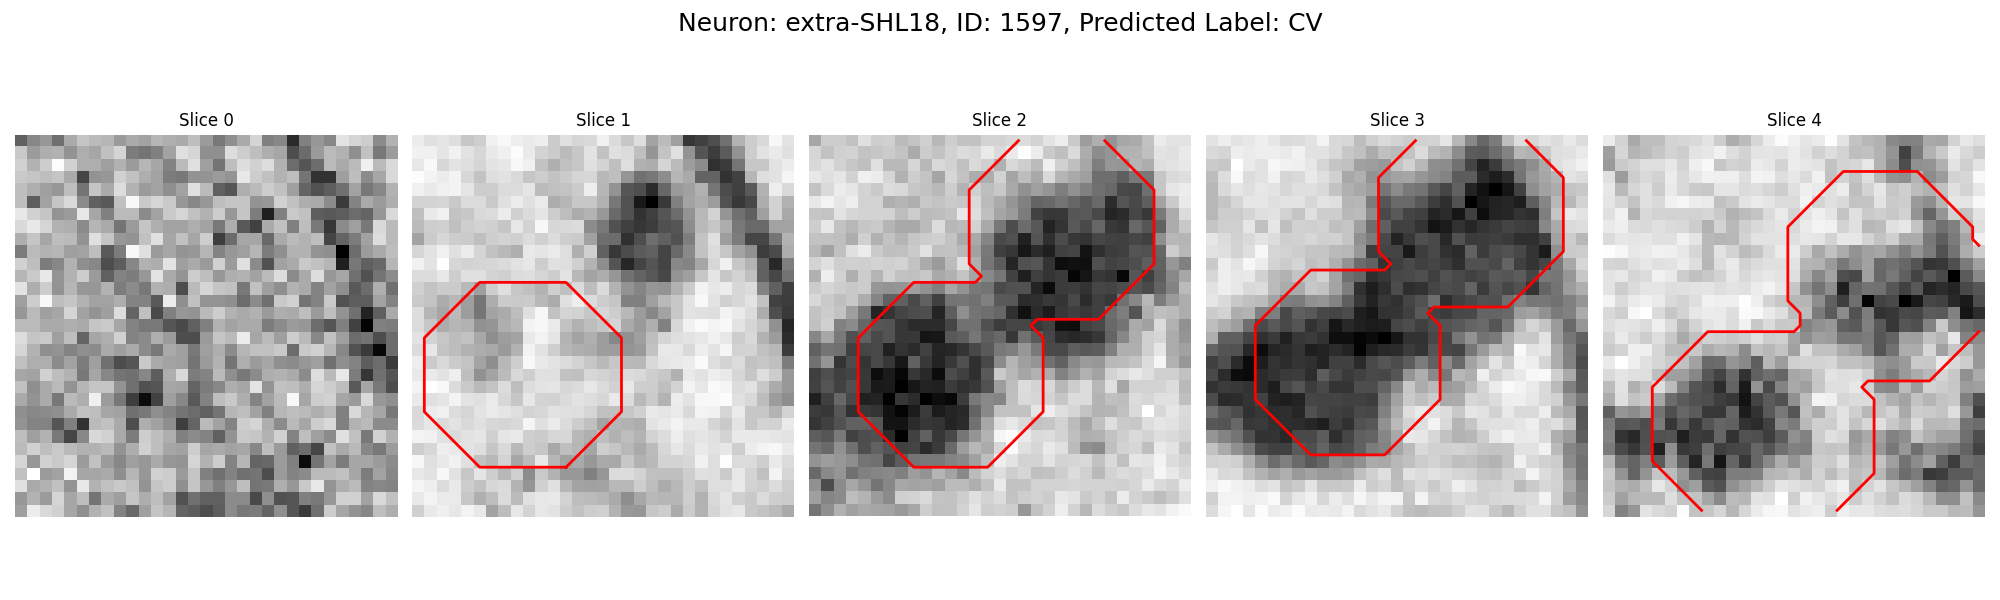 Neuron: extra-SHL18, ID: 1597, Predicted Label: CV
Slice 0
Slice 1
Slice 2
Slice 3
Slice 4